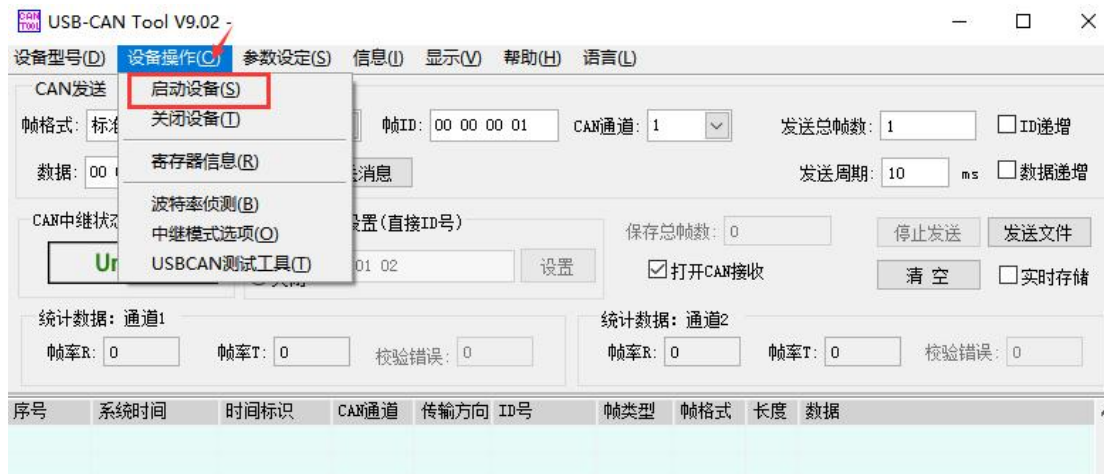 CAN TOOL USB-CAN Tool V9.02 -
设备型号(D) 设备操作(O) 参数设定(S) 信息(I) 显示(V) 帮助(H) 语言(L)
启动设备(S)
关闭设备(T)
寄存器信息(R)
波特率侦测(B)
中继模式选项(O)
USBCAN测试工具(T)
CAN发送
帧格式: 帧ID: 00 00 00 01 CAN通道: 1 发送总帧数: 1 ID递增
数据: 00 消息 发送周期: 10 ms 数据递增
CAN中继状态 设置(直接ID号) 保存总帧数: 0 停止发送 发送文件
01 02 设置 打开CAN接收 清 空 实时存储
统计数据: 通道1 统计数据: 通道2
帧率R: 0 帧率T: 0 校验错误: 0 帧率R: 0 帧率T: 0 校验错误: 0
序号 系统时间 时间标识 CAN通道 传输方向 ID号 帧类型 帧格式 长度 数据